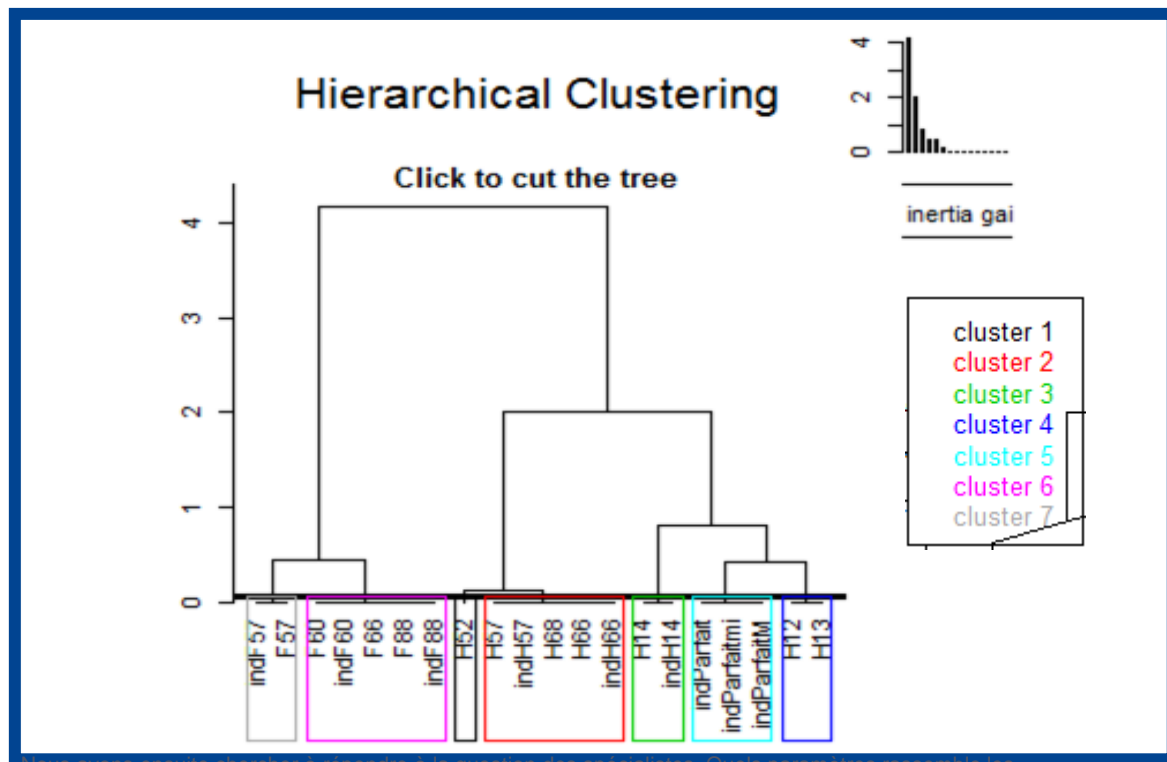 Hierarchical Clustering
Click to cut the tree
4
2
0
inertia gai
4
3
2
1
0
cluster 1
cluster 2
cluster 3
cluster 4
cluster 5
cluster 6
cluster 7
indF57
F57
F60
indF60
F66
F88
indF88
H52
H57
indH57
H68
H66
indH66
H14
indH14
indParfait
indParfaitmi
indParfaitM
H12
H13